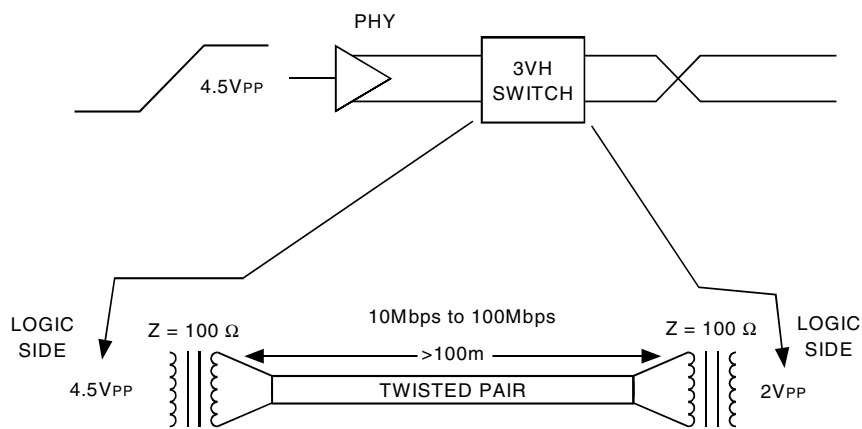 PHY
4.5VPP
3VH
SWITCH
10Mbps to 100Mbps
LOGIC
SIDE
Z = 100 Ω
Z = 100 Ω
LOGIC
SIDE
>100m
4.5VPP
TWISTED PAIR
2VPP